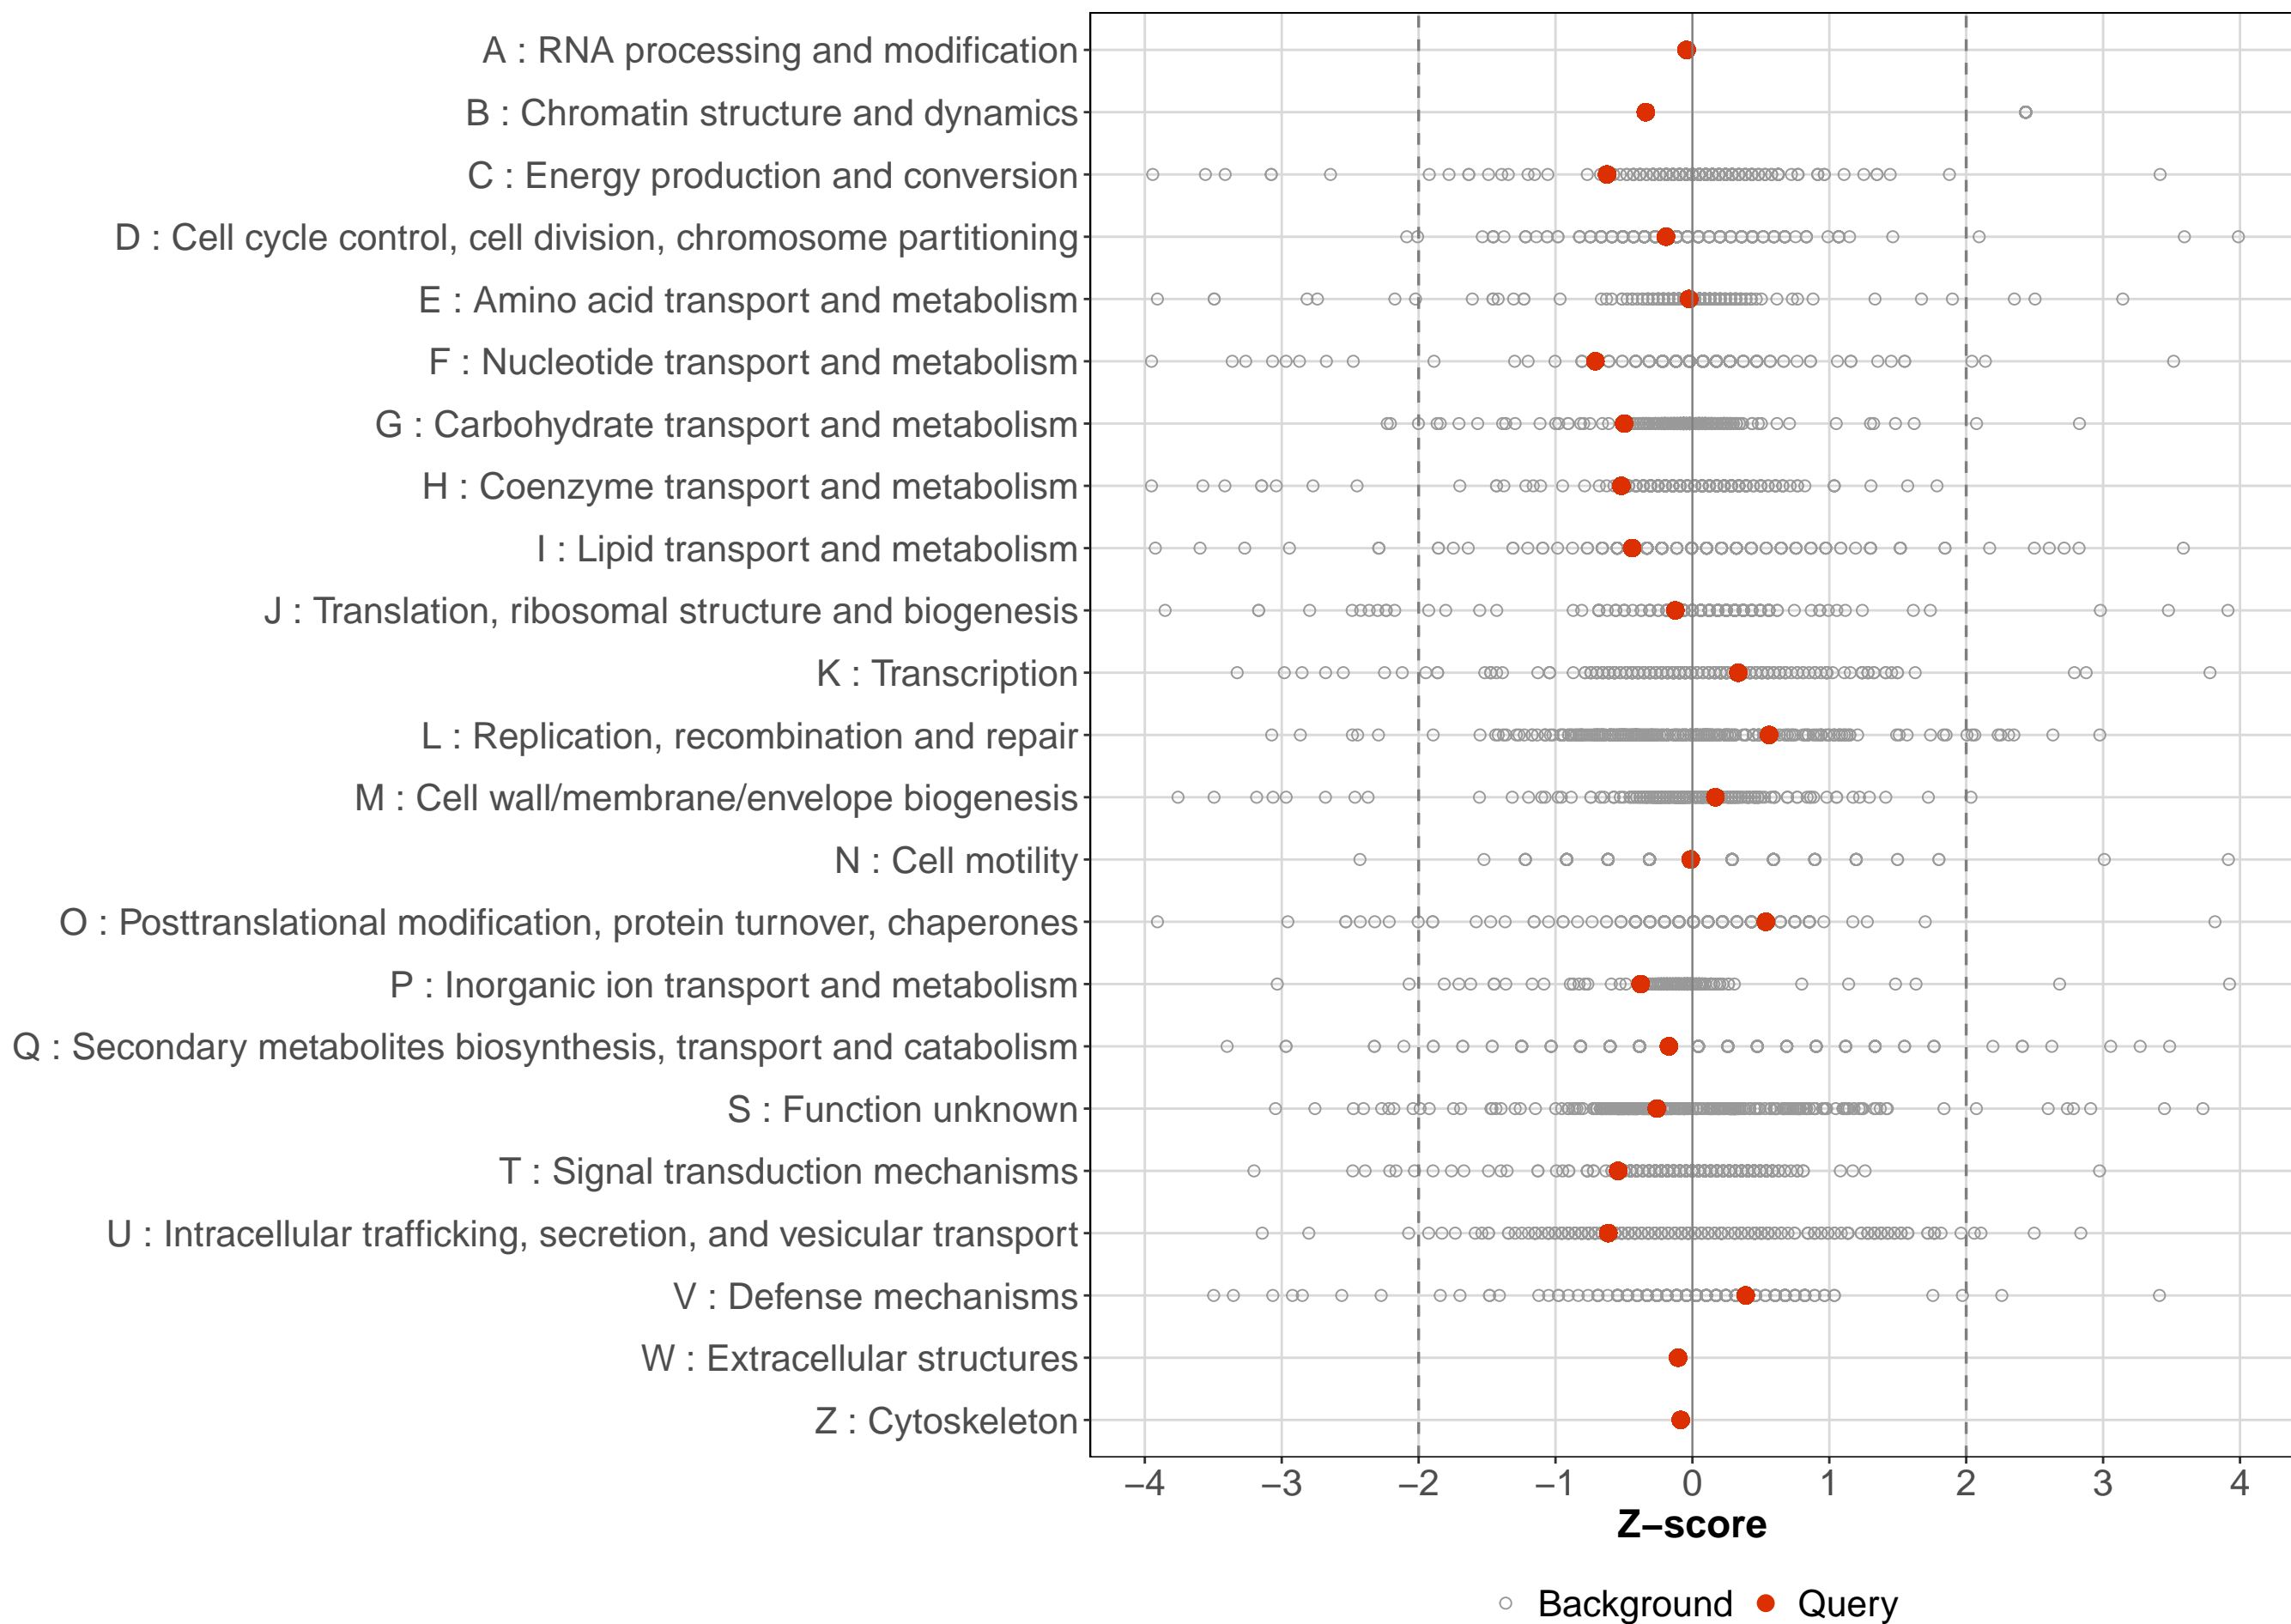 A : RNA processing and modification
B : Chromatin structure and dynamics
C : Energy production and conversion
D : Cell cycle control, cell division, chromosome partitioning
E : Amino acid transport and metabolism
F : Nucleotide transport and metabolism
G : Carbohydrate transport and metabolism
H : Coenzyme transport and metabolism
I : Lipid transport and metabolism
J : Translation, ribosomal structure and biogenesis
K : Transcription
L : Replication, recombination and repair
M : Cell wall/membrane/envelope biogenesis
N : Cell motility
O : Posttranslational modification, protein turnover, chaperones
P : Inorganic ion transport and metabolism
Q : Secondary metabolites biosynthesis, transport and catabolism
S : Function unknown
T : Signal transduction mechanisms
U : Intracellular trafficking, secretion, and vesicular transport
V : Defense mechanisms
W : Extracellular structures
Z : Cytoskeleton
−4 −3 −2 −1 0 1 2 3 4
Z−score
Background Query